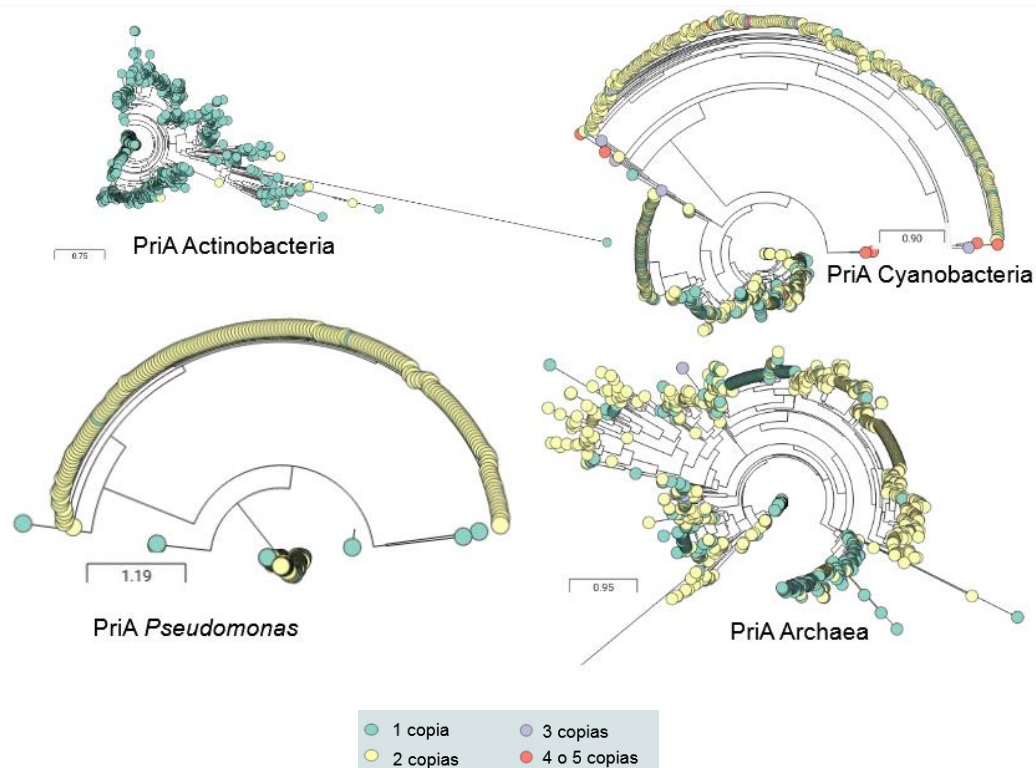 0.75
PriA Actinobacteria
0.90
PriA Cyanobacteria
1.19
PriA Pseudomonas
0.95
PriA Archaea
1 copia
3 copias
2 copias
4 o 5 copias